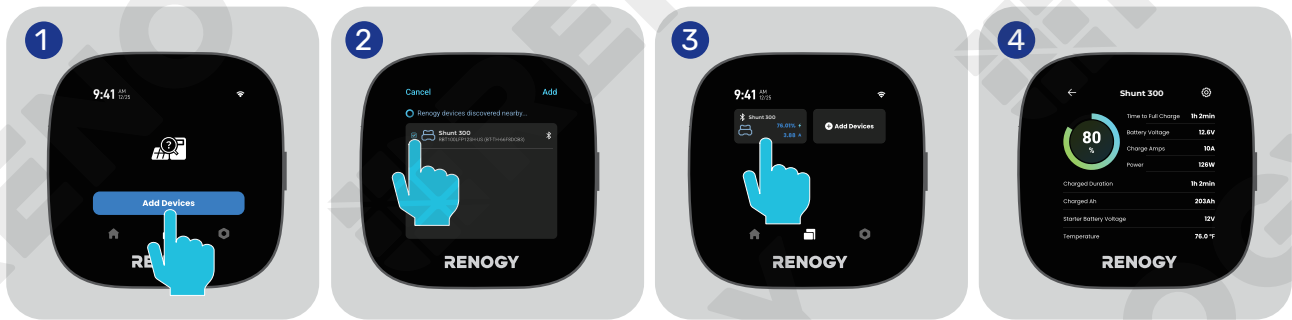 1
9:41 AM
12/25
Add Devices
RE
2
Cancel Add
Renogy devices discovered nearby...
Shunt 300
RENOGY
3
9:41 AM
12/25
Shunt 300
76.01%
3.88 A
Add Devices
RENOGY
4
Shunt 300
80
%
Time to Full Charge 1h 2min
Battery Voltage 12.6V
Charge Amps 10A
Power 126W
Charged Duration 1h 2min
Charged Ah 203Ah
Starter Battery Voltage 12V
Temperature 76.0 °F
RENOGY